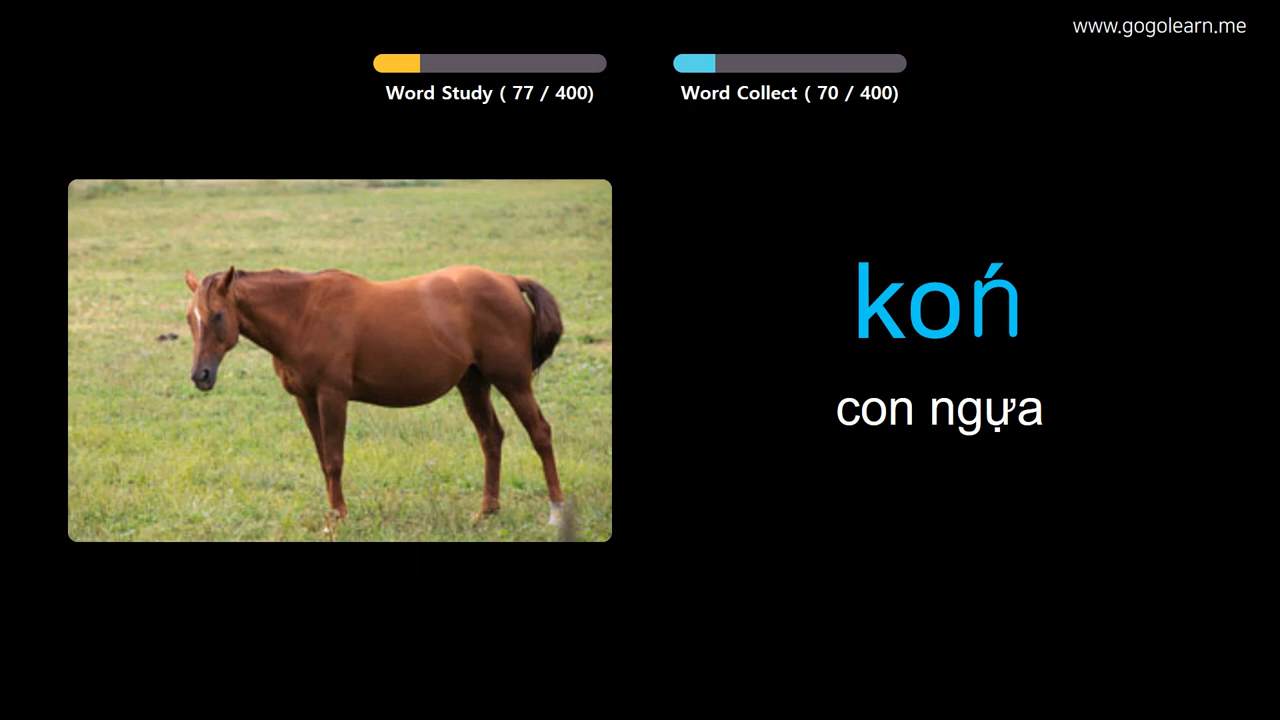 www.gogolearn.me
Word Study ( 77 / 400)
Word Collect ( 70 / 400)
koń
con ngựa